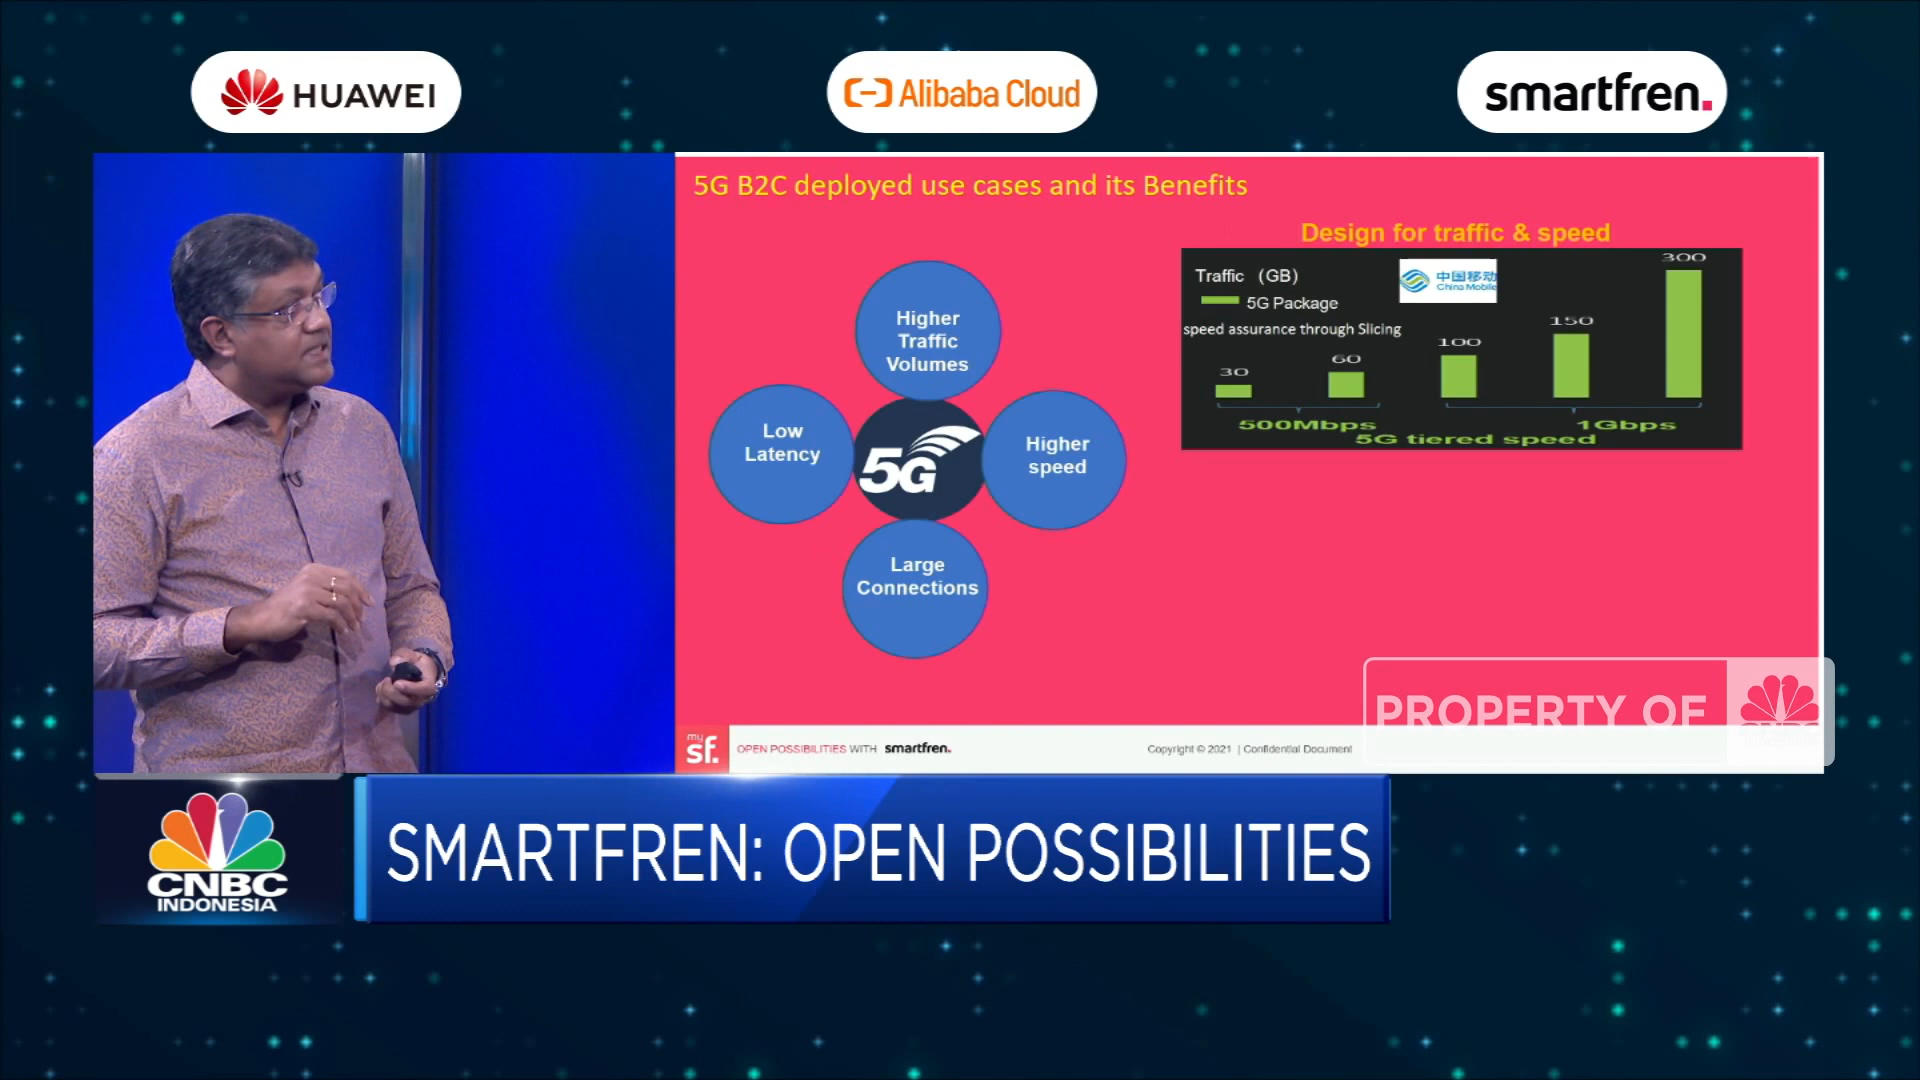 HUAWEI
Alibaba Cloud
smartfren.
5G B2C deployed use cases and its Benefits
Design for traffic & speed
Higher
Traffic
Volumes
Low
Latency
5G
Higher
speed
Large
Connections
Traffic （GB）
中国移动
China Mobile
5G Package
speed assurance through Slicing
30
60
100
150
300
500Mbps
1Gbps
5G tiered speed
PROPERTY OF
CNBC
my
sf.
OPEN POSSIBILITIES WITH smartfren.
Copyright © 2021 | Confidential Document
CNBC
INDONESIA
SMARTFREN: OPEN POSSIBILITIES